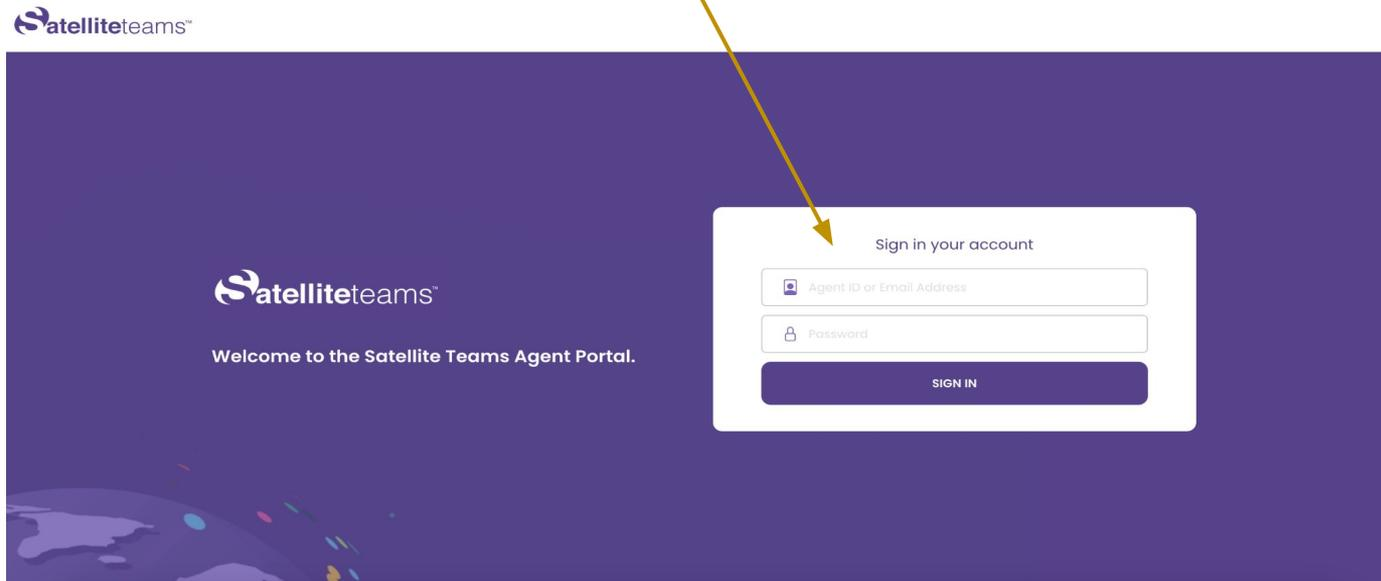 Satelliteteams™
Satelliteteams™
Welcome to the Satellite Teams Agent Portal.
Sign in your account
Agent ID or Email Address
Password
SIGN IN